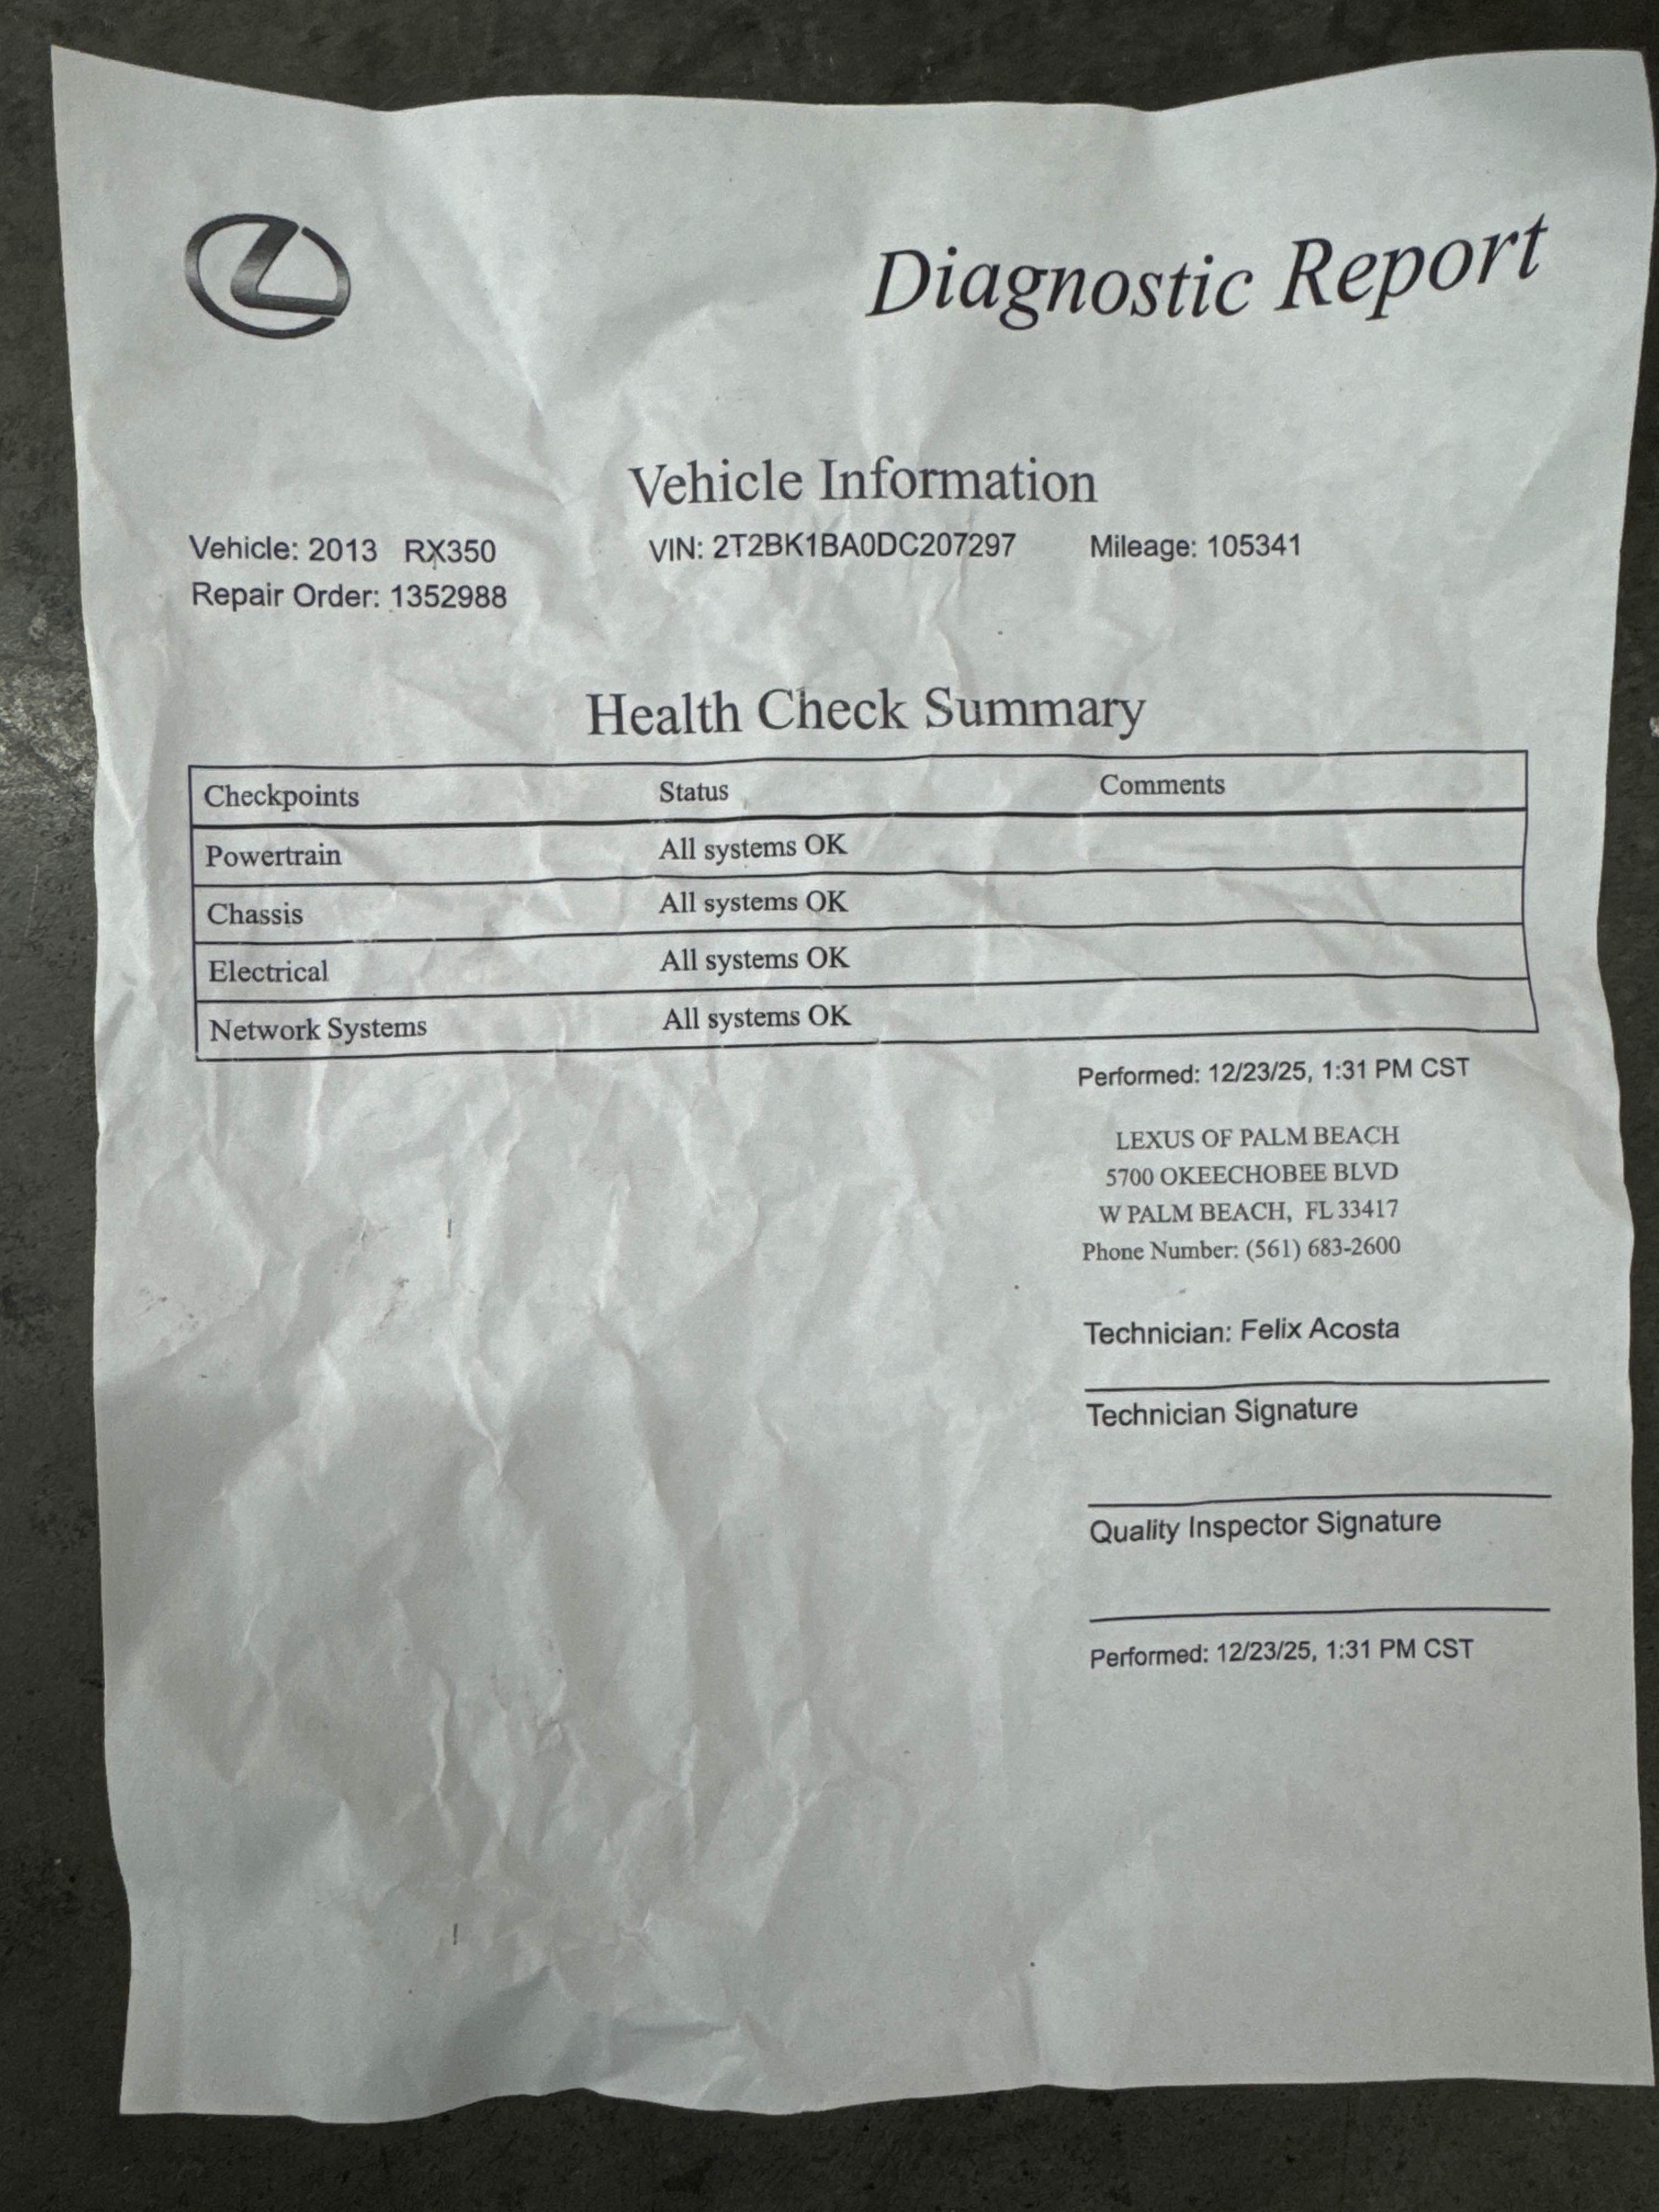 Diagnostic Report
Vehicle Information
Vehicle: 2013 RX350 VIN: 2T2BK1BA0DC207297 Mileage: 105341
Repair Order: 1352988
Health Check Summary
Checkpoints Status Comments
Powertrain All systems OK
Chassis All systems OK
Electrical All systems OK
Network Systems All systems OK
Performed: 12/23/25, 1:31 PM CST
LEXUS OF PALM BEACH
5700 OKEECHOBEE BLVD
W PALM BEACH, FL 33417
Phone Number: (561) 683-2600
Technician: Felix Acosta
Technician Signature
Quality Inspector Signature
Performed: 12/23/25, 1:31 PM CST